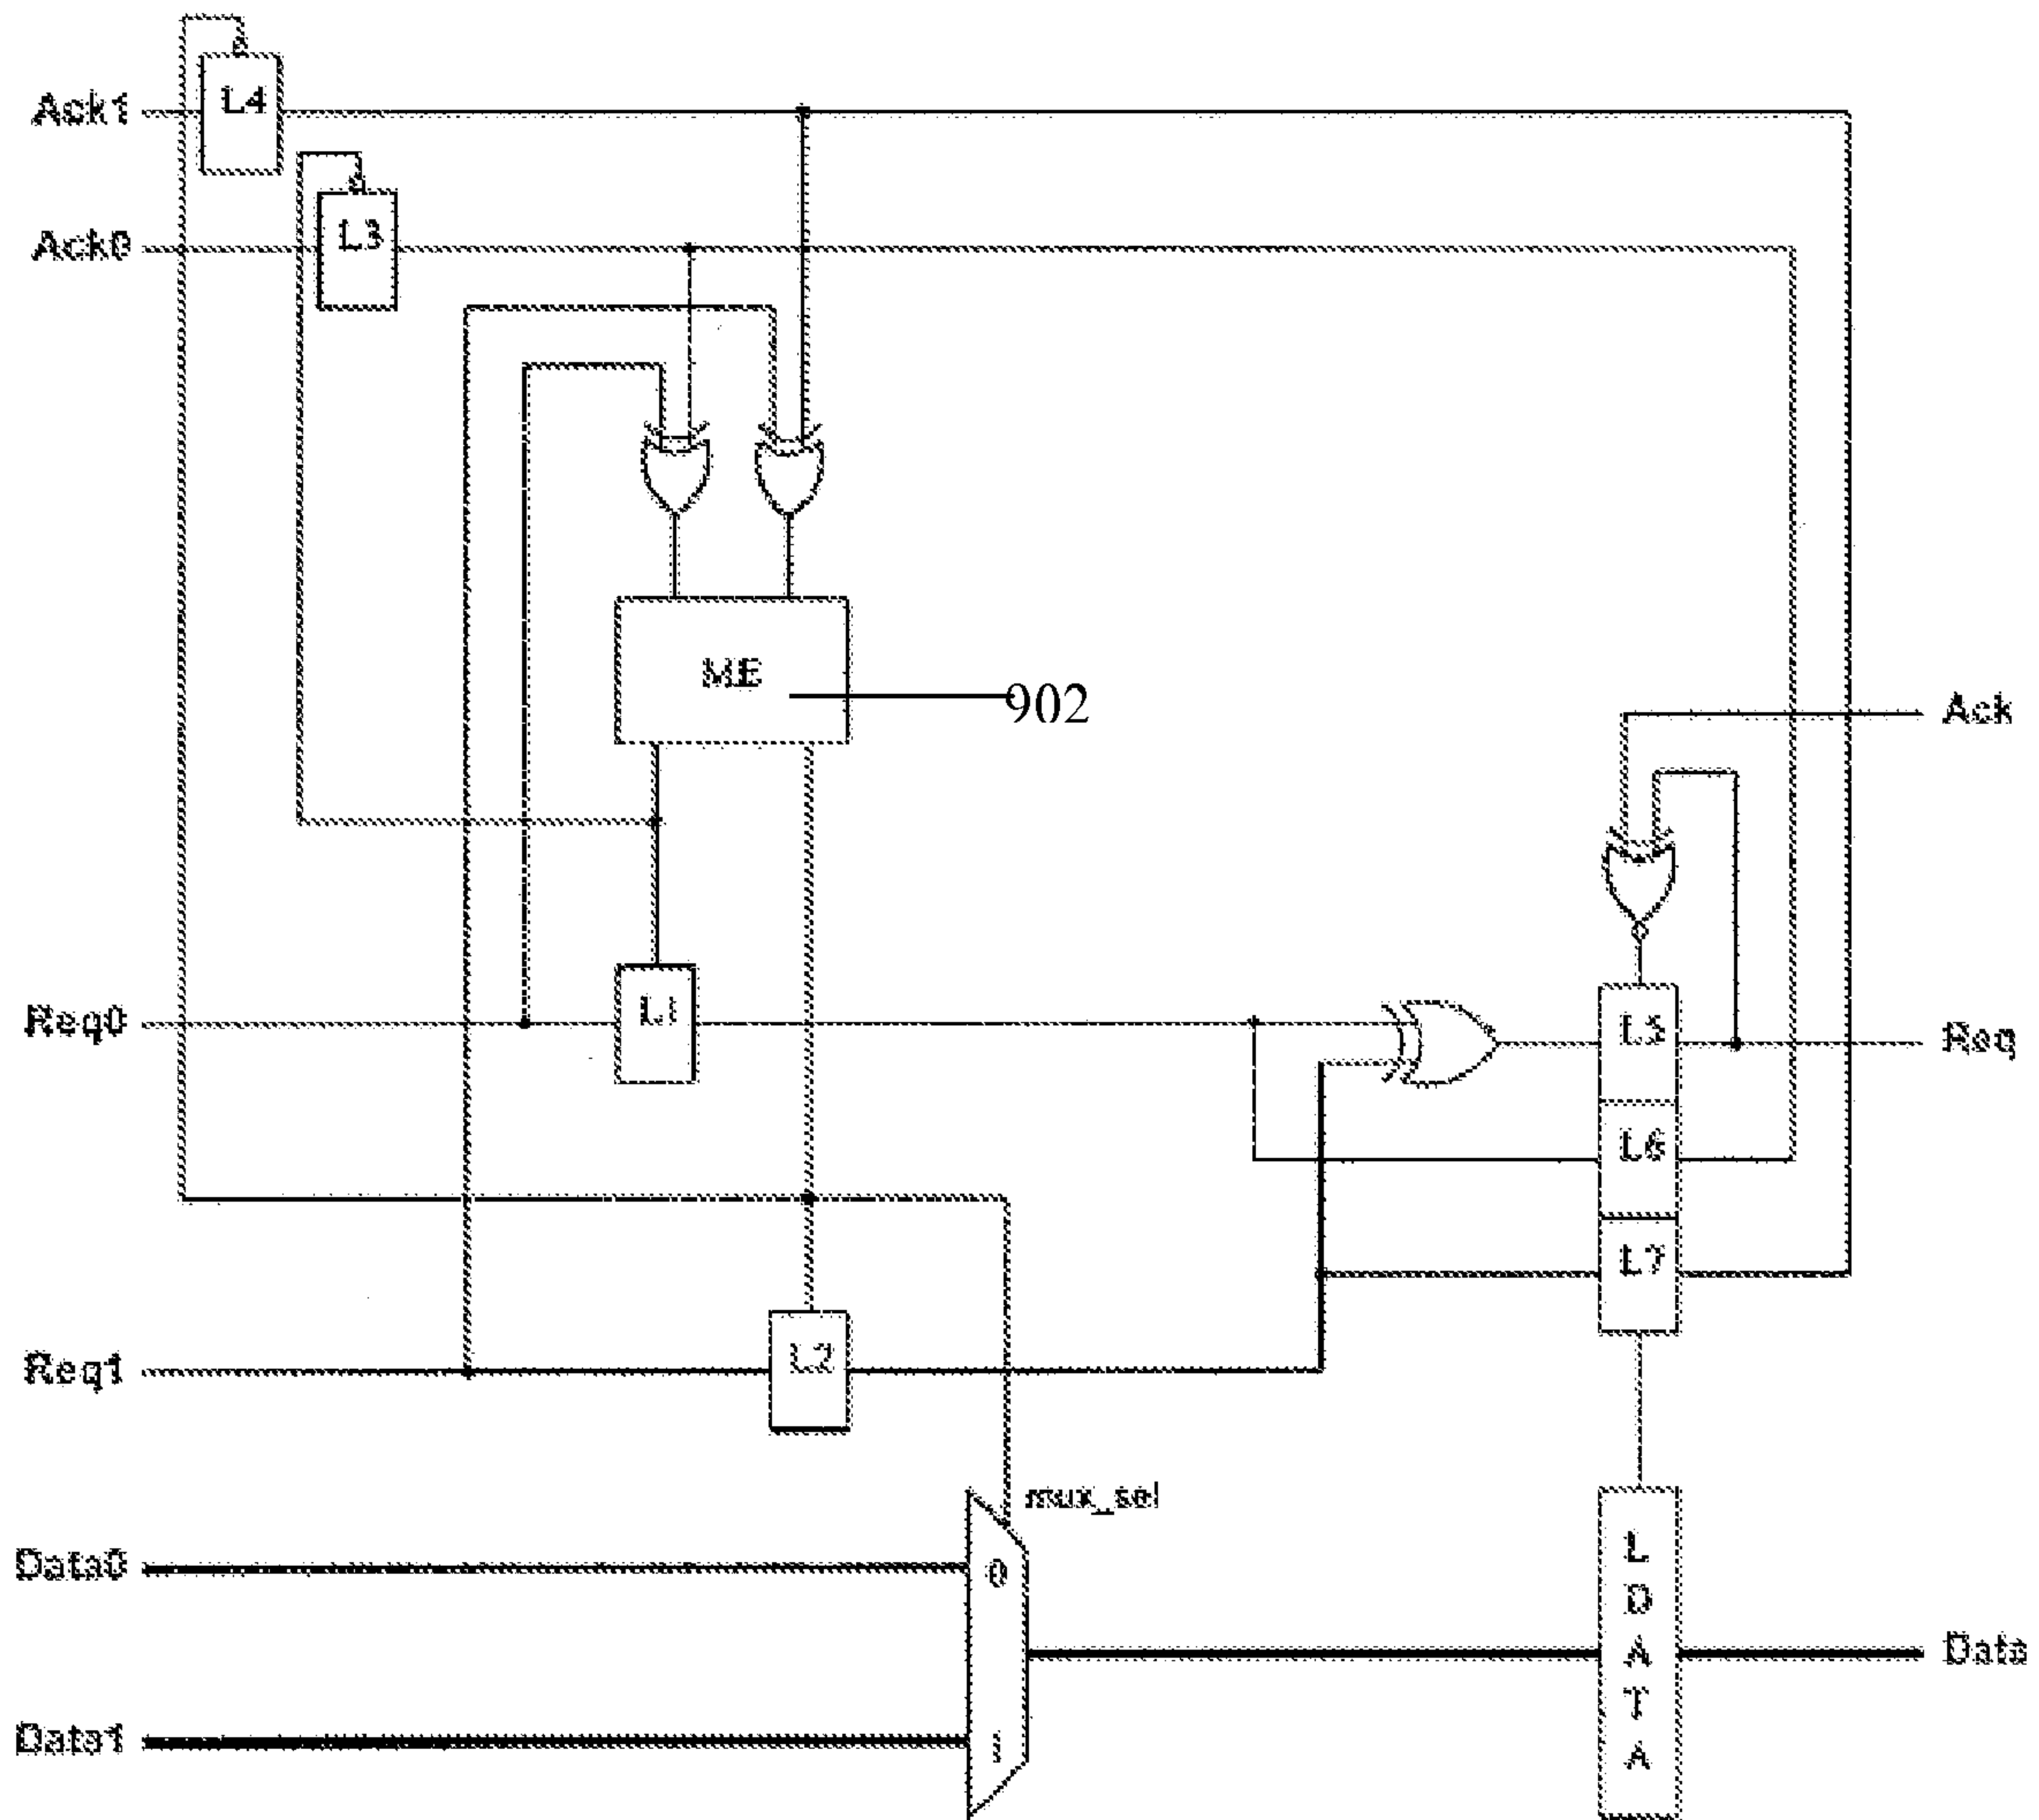 Ack1
L4
Ack0
L3
ME
902
Ack
Req0
L1
L5
Req
L6
L7
Req1
L2
mux_sel
Data0
0
L
D
A
T
A
Data
Data1
1